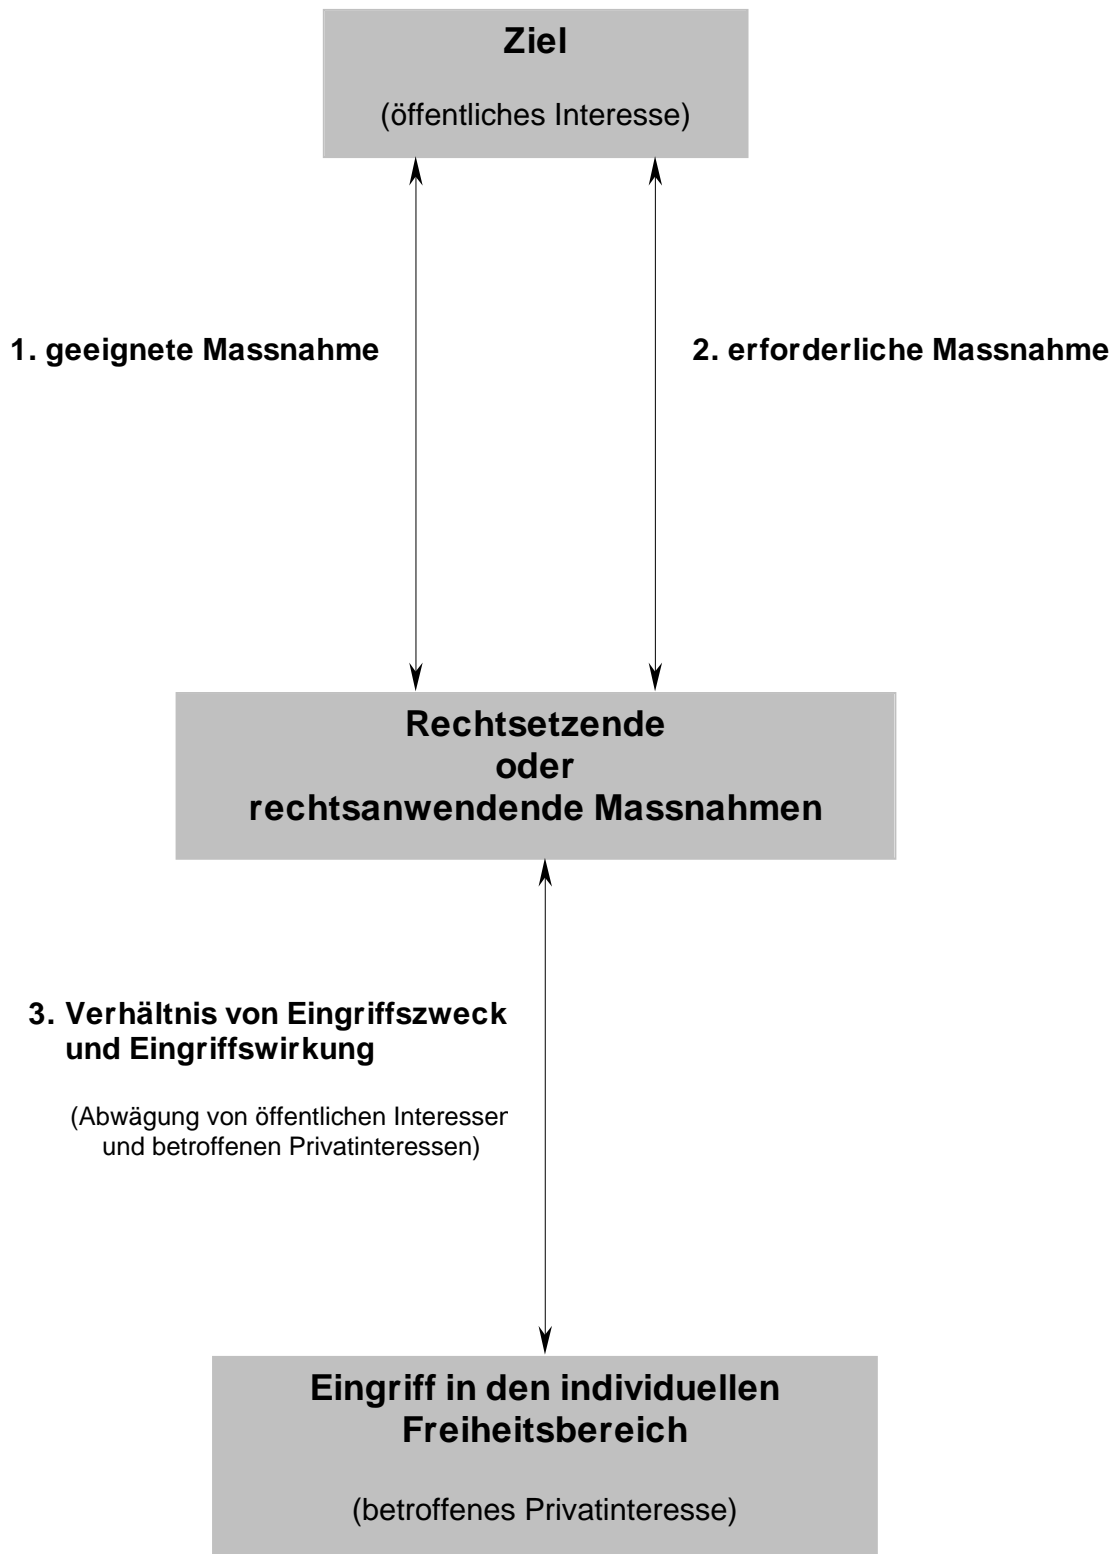 Ziel
(öffentliches Interesse)
1. geeignete Massnahme
2. erforderliche Massnahme
Rechtsetzende
oder
rechtsanwendende Massnahmen
3. Verhältnis von Eingriffszweck
und Eingriffswirkung
(Abwägung von öffentlichen Interesser
und betroffenen Privatinteressen)
Eingriff in den individuellen
Freiheitsbereich
(betroffenes Privatinteresse)